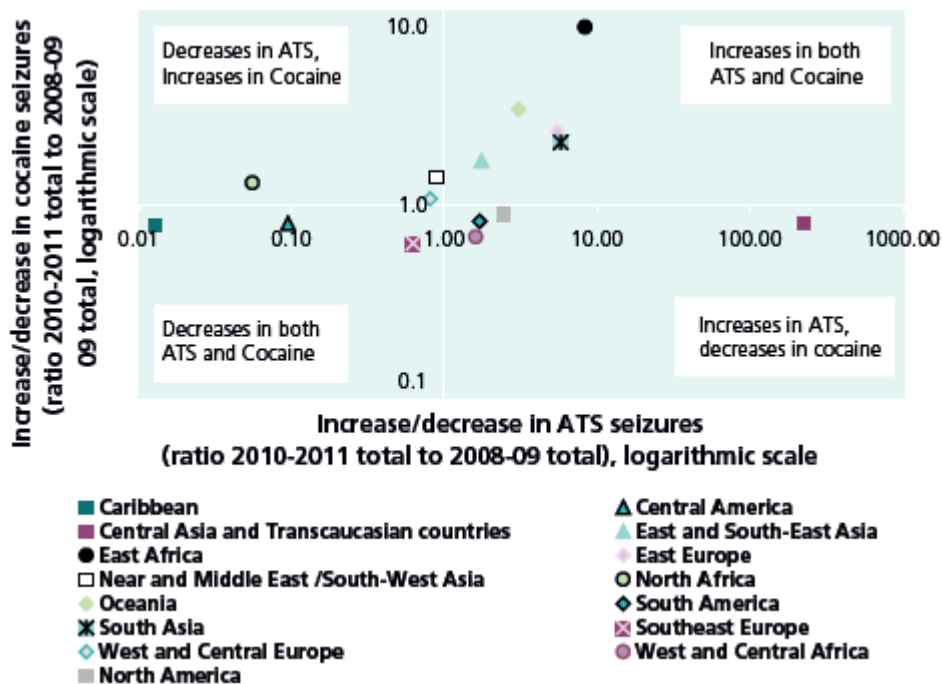 Increase/decrease in cocaine seizures
(ratio 2010-2011 total to 2008-
09 total, logarithmic scale)
10.0
Decreases in ATS,
Increases in Cocaine
Increases in both
ATS and Cocaine
1.0
0.01
0.10
1.00
10.00
100.00
1000.00
Decreases in both
ATS and Cocaine
Increases in ATS,
decreases in cocaine
0.1
Increase/decrease in ATS seizures
(ratio 2010-2011 total to 2008-09 total), logarithmic scale
Caribbean
Central Asia and Transcaucasian countries
East Africa
Near and Middle East /South-West Asia
Oceania
South Asia
West and Central Europe
North America
Central America
East and South-East Asia
East Europe
North Africa
South America
Southeast Europe
West and Central Africa